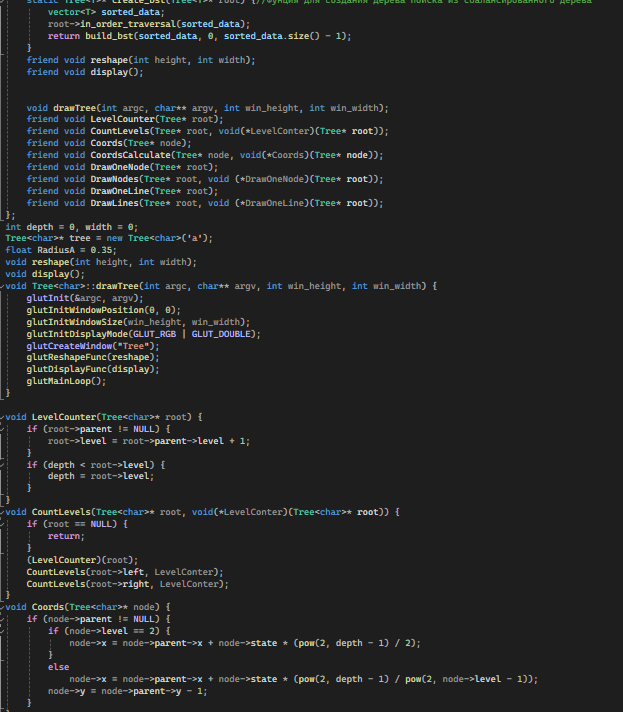 static Tree<T>* create_bst(Tree<T>* root) {//Фунция для создания дерева поиска из сбалансированного дерева
vector<T> sorted_data;
root->in_order_traversal(sorted_data);
return build_bst(sorted_data, 0, sorted_data.size() - 1);
}
friend void reshape(int height, int width);
friend void display();
void drawTree(int argc, char** argv, int win_height, int win_width);
friend void LevelCounter(Tree* root);
friend void CountLevels(Tree* root, void(*LevelConter)(Tree* root));
friend void Coords(Tree* node);
friend void CoordsCalculate(Tree* node, void(*Coords)(Tree* node));
friend void DrawOneNode(Tree* root);
friend void DrawNodes(Tree* root, void (*DrawOneNode)(Tree* root));
friend void DrawOneLine(Tree* root);
friend void DrawLines(Tree* root, void (*DrawOneLine)(Tree* root));
};
int depth = 0, width = 0;
Tree<char>* tree = new Tree<char>('a');
float RadiusA = 0.35;
void reshape(int height, int width);
void display();
void Tree<char>::drawTree(int argc, char** argv, int win_height, int win_width) {
glutInit(&argc, argv);
glutInitWindowPosition(0, 0);
glutInitWindowSize(win_height, win_width);
glutInitDisplayMode(GLUT_RGB | GLUT_DOUBLE);
glutCreateWindow("Tree");
glutReshapeFunc(reshape);
glutDisplayFunc(display);
glutMainLoop();
}
void LevelCounter(Tree<char>* root) {
if (root->parent != NULL) {
root->level = root->parent->level + 1;
}
if (depth < root->level) {
depth = root->level;
}
}
void CountLevels(Tree<char>* root, void(*LevelConter)(Tree<char>* root)) {
if (root == NULL) {
return;
}
(LevelCounter)(root);
CountLevels(root->left, LevelConter);
CountLevels(root->right, LevelConter);
}
void Coords(Tree<char>* node) {
if (node->parent != NULL) {
if (node->level == 2) {
node->x = node->parent->x + node->state * (pow(2, depth - 1) / 2);
}
else
node->x = node->parent->x + node->state * (pow(2, depth - 1) / pow(2, node->level - 1));
node->y = node->parent->y - 1;
}
}